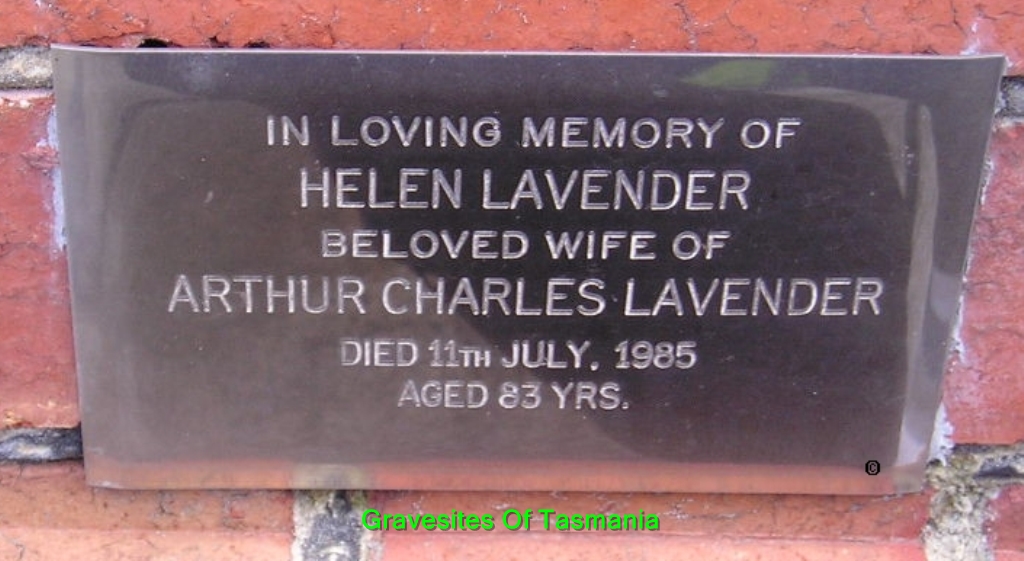 IN LOVING MEMORY OF
HELEN LAVENDER
BELOVED WIFE OF
ARTHUR CHARLES LAVENDER
DIED 11TH JULY, 1985
AGED 83 YRS.
©
Gravesites Of Tasmania